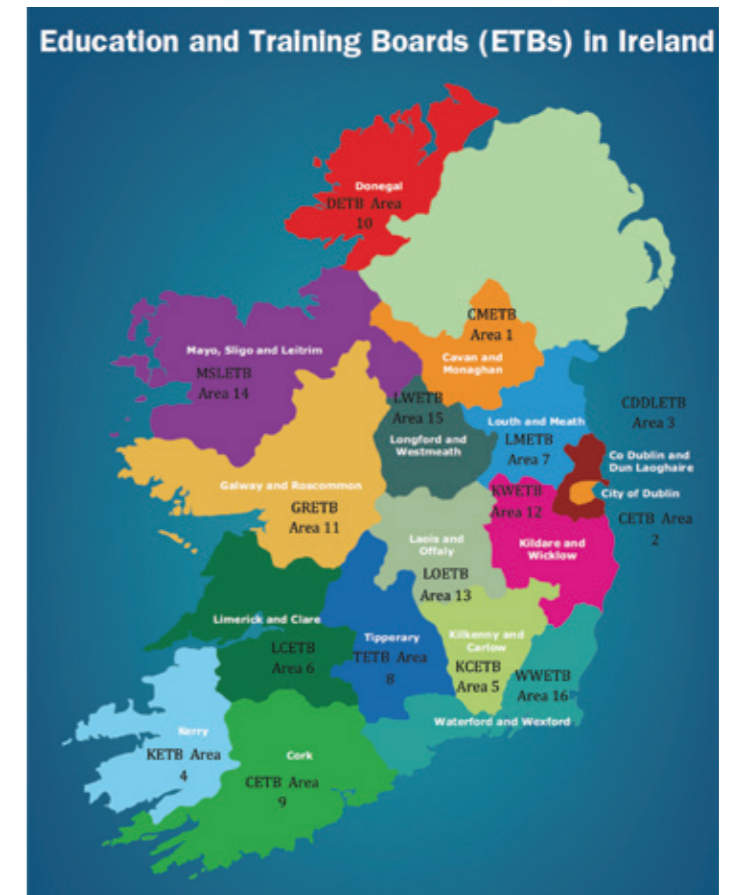 Education and Training Boards (ETBs) in Ireland
Donegal
DETB Area
10
CMETB
Area 1
Cavan and
Monaghan
Mayo, Sligo and Leitrim
MSLETB
Area 14
LWETB
Area 15
Longford and
Westmeath
Louth and Meath
LMETB
Area 7
CDDLETB
Area 3
Co Dublin and
Dun Laoghaire
City of Dublin
CETB Area
2
Galway and Roscommon
GRETB
Area 11
KWETB
Area 12
Kildare and
Wicklow
Laois and
Offaly
LOETB
Area 13
Limerick and Clare
LCETB
Area 6
Tipperary
TETB Area
8
Kilkenny and
Carlow
KCETB
Area 5
WWETB
Area 16
Waterford and Wexford
Kerry
KETB Area
4
Cork
CETB Area
9